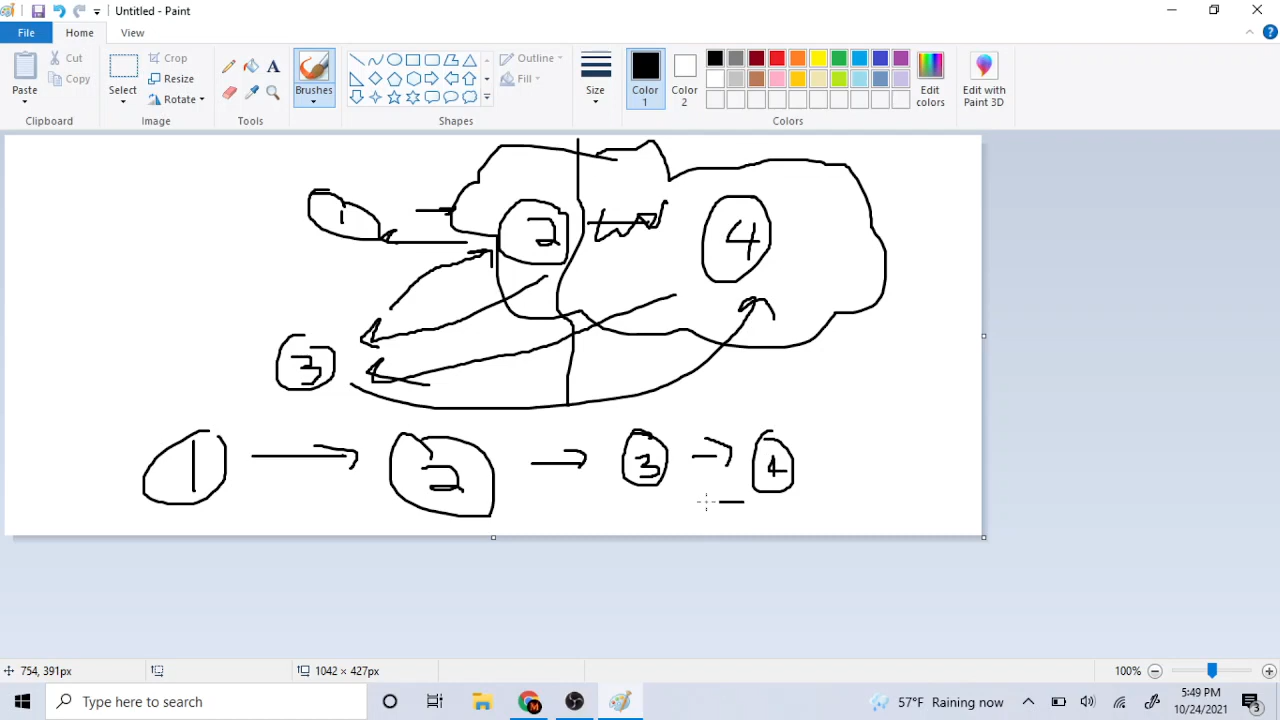 Untitled - Paint
File Home View
Paste
Cut
Copy
Clipboard
Select
Crop
Resize
Rotate
Image
Tools
Brushes
Shapes
Outline
Fill
Size
Color 1
Color 2
Edit colors
Colors
Edit with Paint 3D
1
2
4
3
1 2 3 4
754, 391px
1042 × 427px
100%
Type here to search
57°F Raining now
5:49 PM
10/24/2021
3